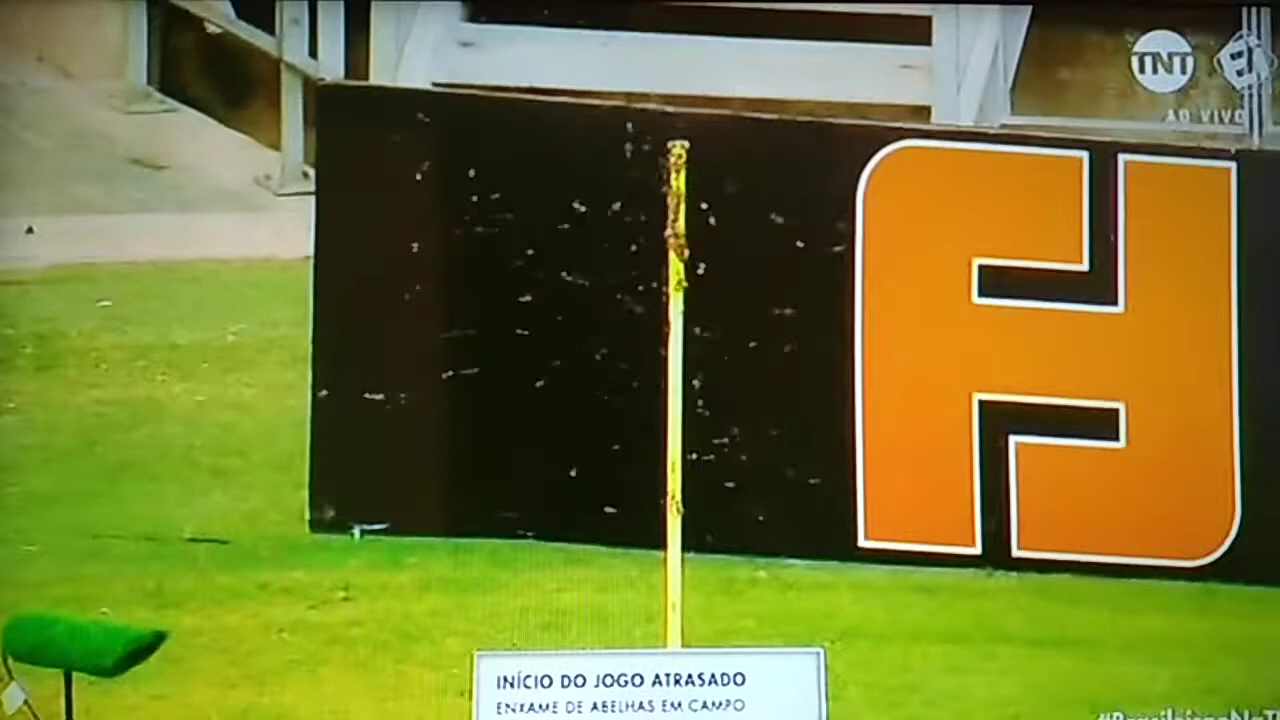 TNT
AO VIVO
H
INÍCIO DO JOGO ATRASADO
ENXAME DE ABELHAS EM CAMPO